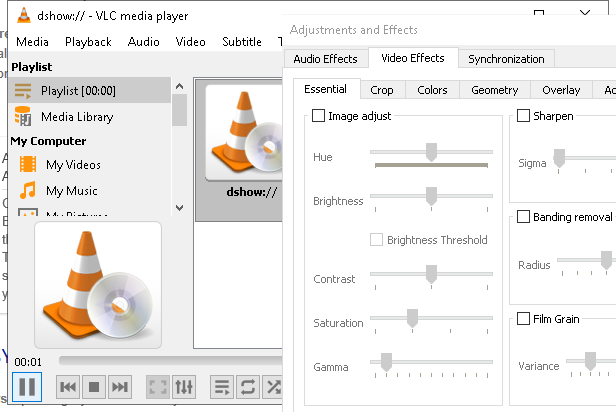 dshow:// - VLC media player
Media Playback Audio Video Subtitle T
Playlist
Playlist [00:00]
Media Library
My Computer
My Videos
My Music
My Pictures
dshow://
00:01
Adjustments and Effects
Audio Effects Video Effects Synchronization
Essential Crop Colors Geometry Overlay
Image adjust
Hue
Brightness
Brightness Threshold
Contrast
Saturation
Gamma
Sharpen
Sigma
Banding removal
Radius
Film Grain
Variance